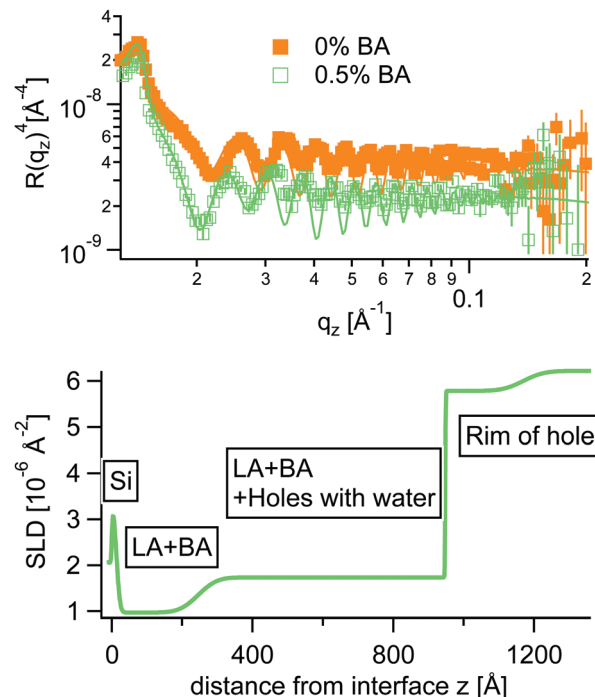 4
2
10-8
6
4
2
10-9
0% BA
0.5% BA
R(qz)4[Å-4]
2 3 4 5 6 7 8 9 0.1 2
qz [Å-1]
6
5
4
3
2
1
SLD [10-6 Å-2]
Si
LA+BA
LA+BA
+Holes with water
Rim of hole
0 400 800 1200
distance from interface z [Å]